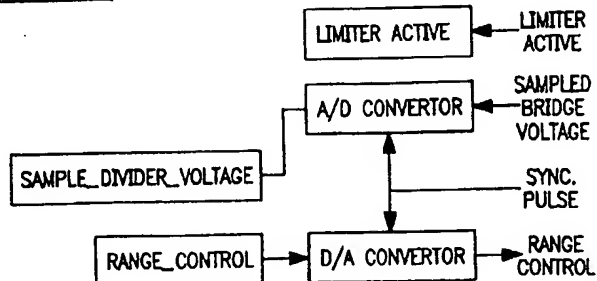 LIMITER ACTIVE
LIMITER
ACTIVE
A/D CONVERTOR
SAMPLED
BRIDGE
VOLTAGE
SAMPLE_DIVIDER_VOLTAGE
SYNC.
PULSE
RANGE_CONTROL
D/A CONVERTOR
RANGE
CONTROL